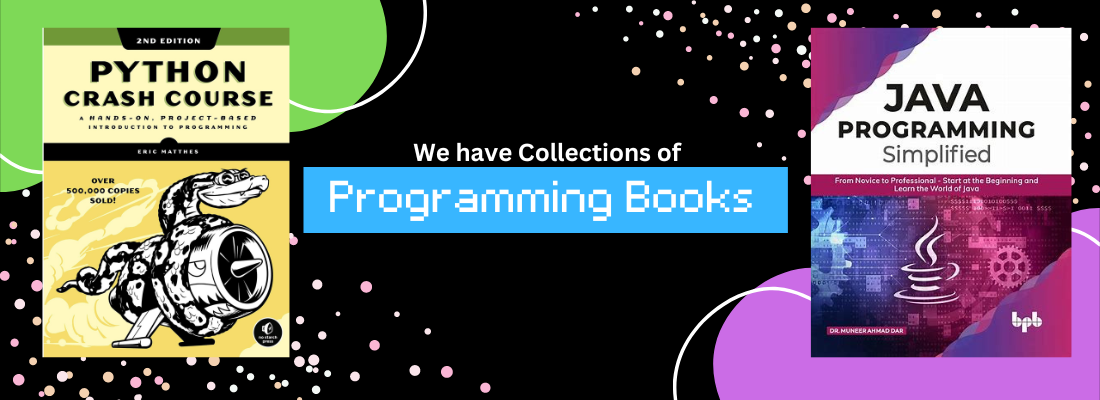 2ND EDITION
PYTHON
CRASH COURSE
A HANDS-ON, PROJECT-BASED
INTRODUCTION TO PROGRAMMING
ERIC MATTHES
OVER
500,000 COPIES
SOLD!
no starch
press
We have Collections of
Programming Books
JAVA
PROGRAMMING
Simplified
From Novice to Professional - Start at the Beginning and
Learn the World of Java
DR. MUNEER AHMAD DAR
bpb